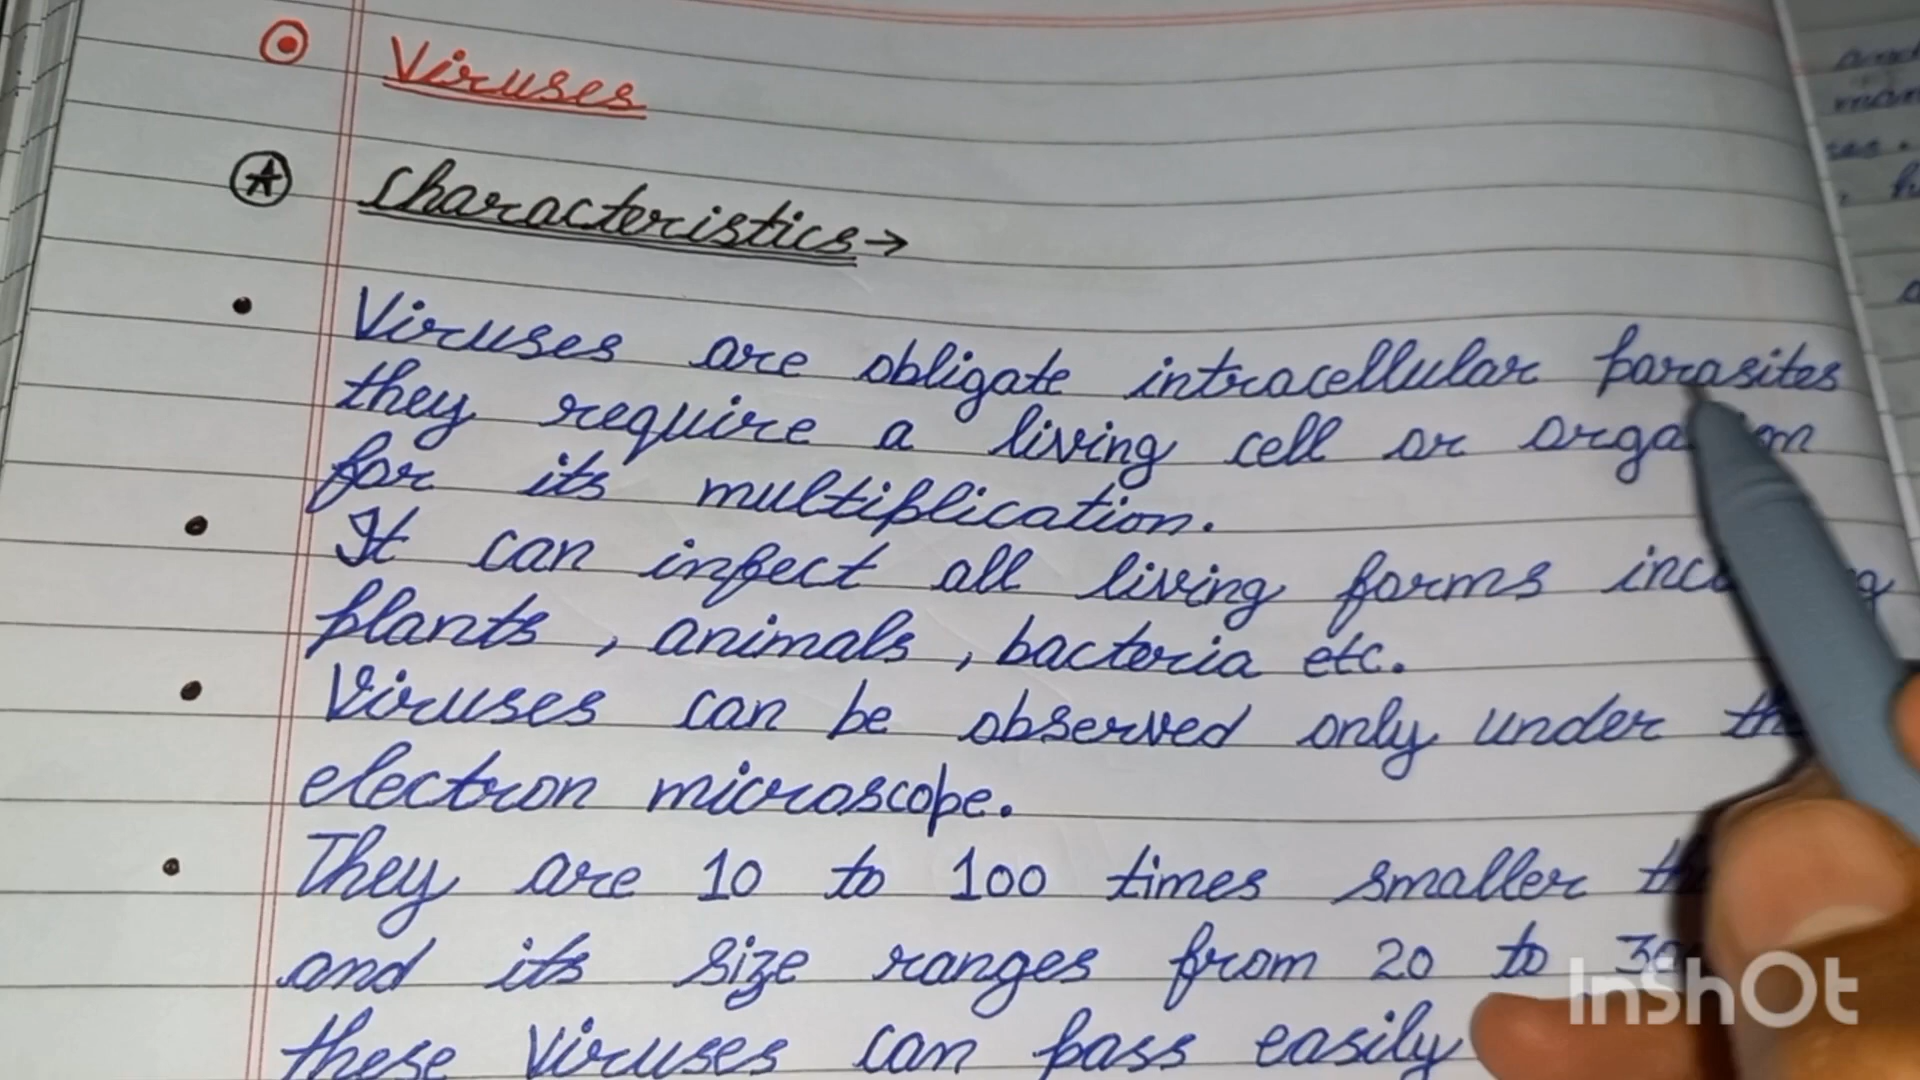 Viruses
A Characteristics →
• Viruses are obligate intracellular parasites
they require a living cell or
for its multiplication.
• It can infect all living forms
plants, animals, bacteria etc.
• Viruses can be observed only under
electron microscope.
• They are 10 to 100 times smaller
and its size ranges from 20 to
these viruses can pass easily
InShOt